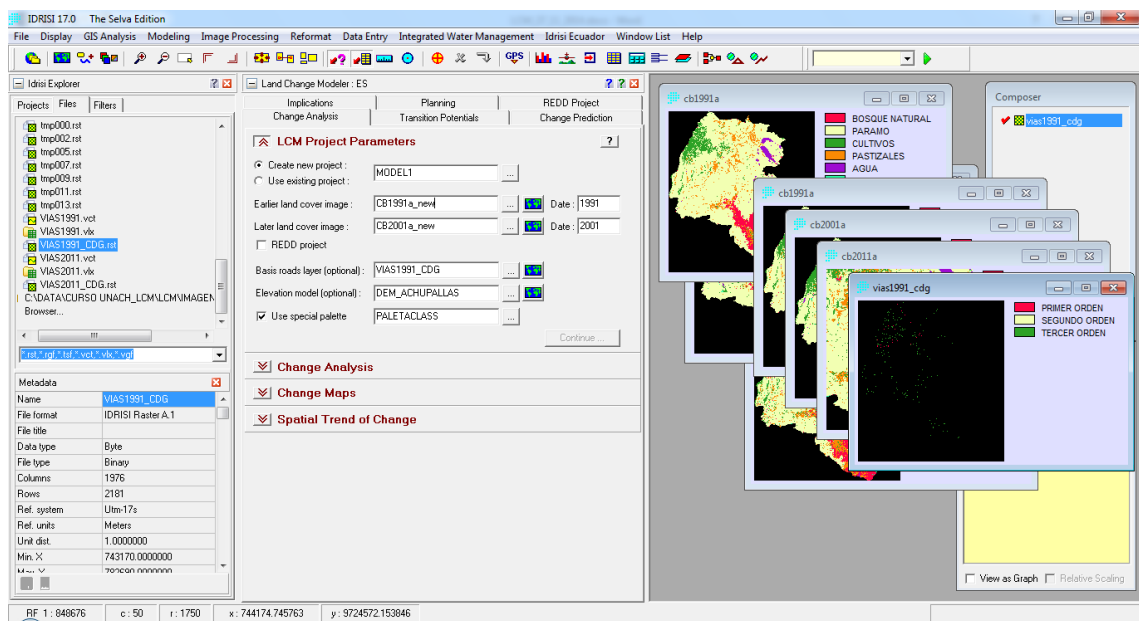 IDRISI 17.0 The Selva Edition
File Display GIS Analysis Modeling Image Processing Reformat Data Entry Integrated Water Management Idrisi Ecuador Window List Help
GPS
Idrisi Explorer
Projects Files Filters
tmp000.rst
tmp002.rst
tmp005.rst
tmp007.rst
tmp009.rst
tmp011.rst
tmp013.rst
VIAS1991.vct
VIAS1991.vlx
VIAS1991_CDG.rst
VIAS2011.vct
VIAS2011.vlx
VIAS2011_CDG.rst
C:\DATA\CURSO UNACH_LCM\LCM\IMAGEN
Browser...
*.rst,*.rgf,*.tsf,*.vct,*.vlx,*.vgf
Metadata
Name VIAS1991_CDG
File format IDRISI Raster A.1
File title
Data type Byte
File type Binary
Columns 1976
Rows 2181
Ref. system Utm-17s
Ref. units Meters
Unit dist. 1.0000000
Min. X 743170.0000000
Land Change Modeler : ES
Implications Planning REDD Project
Change Analysis Transition Potentials Change Prediction
LCM Project Parameters ?
Create new project : MODEL1 ...
Use existing project :
Earlier land cover image : CB1991a_new ... Date : 1991
Later land cover image : CB2001a_new ... Date : 2001
REDD project
Basis roads layer (optional) : VIAS1991_CDG ...
Elevation model (optional) : DEM_ACHUPALLAS ...
Use special palette PALETACLASS ...
Continue ...
Change Analysis
Change Maps
Spatial Trend of Change
cb1991a
BOSQUE NATURAL
PARAMO
CULTIVOS
PASTIZALES
AGUA
cb1991a
cb2001a
cb2011a
vias1991_cdg
PRIMER ORDEN
SEGUNDO ORDEN
TERCER ORDEN
Composer
vias1991_cdg
View as Graph Relative Scaling
RF 1 : 848676 c : 50 r : 1750 x : 744174.745763 y : 9724572.153846